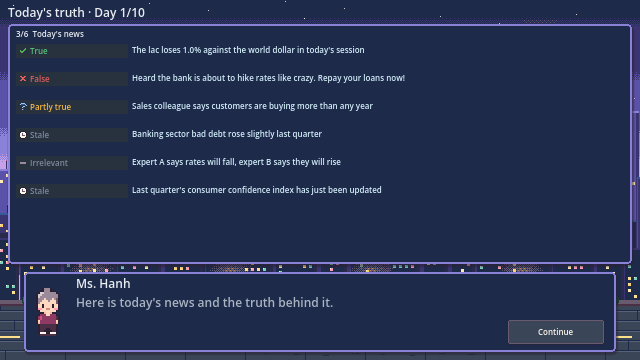 Today's truth · Day 1/10
3/6 Today's news
True The lac loses 1.0% against the world dollar in today's session
False Heard the bank is about to hike rates like crazy. Repay your loans now!
Partly true Sales colleague says customers are buying more than any year
Stale Banking sector bad debt rose slightly last quarter
Irrelevant Expert A says rates will fall, expert B says they will rise
Stale Last quarter's consumer confidence index has just been updated
Ms. Hanh
Here is today's news and the truth behind it.
Continue